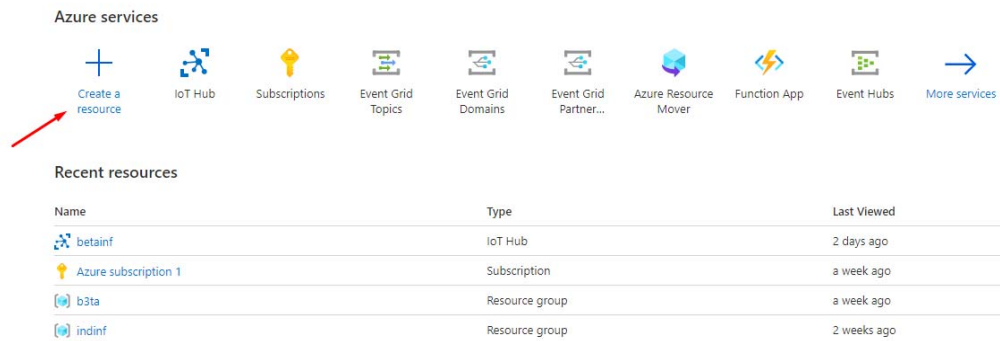 Azure services
Create a resource
IoT Hub
Subscriptions
Event Grid Topics
Event Grid Domains
Event Grid Partner...
Azure Resource Mover
Function App
Event Hubs
More services
Recent resources
Name Type Last Viewed
betainf IoT Hub 2 days ago
Azure subscription 1 Subscription a week ago
b3ta Resource group a week ago
indinf Resource group 2 weeks ago